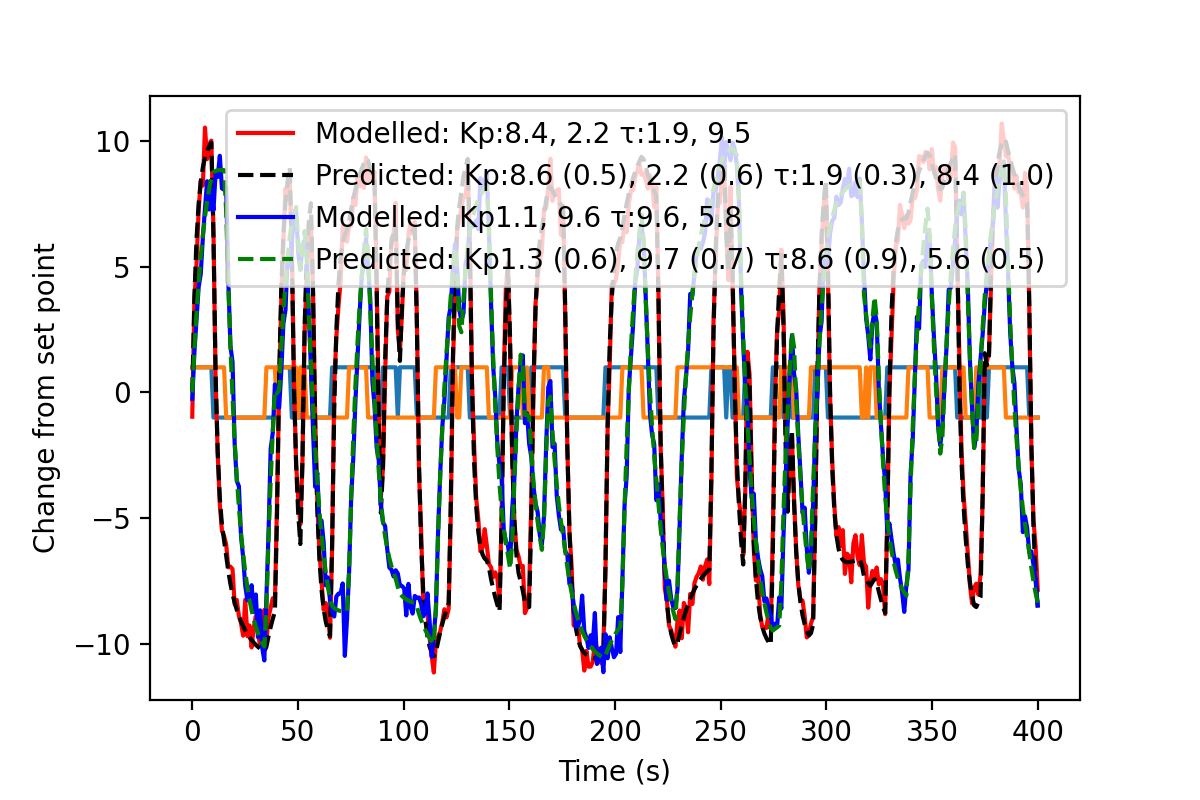 Modelled: Kp:8.4, 2.2 τ:1.9, 9.5
Predicted: Kp:8.6 (0.5), 2.2 (0.6) τ:1.9 (0.3), 8.4 (1.0)
Modelled: Kp1.1, 9.6 τ:9.6, 5.8
Predicted: Kp1.3 (0.6), 9.7 (0.7) τ:8.6 (0.9), 5.6 (0.5)
Change from set point
10
5
0
−5
−10
0 50 100 150 200 250 300 350 400
Time (s)